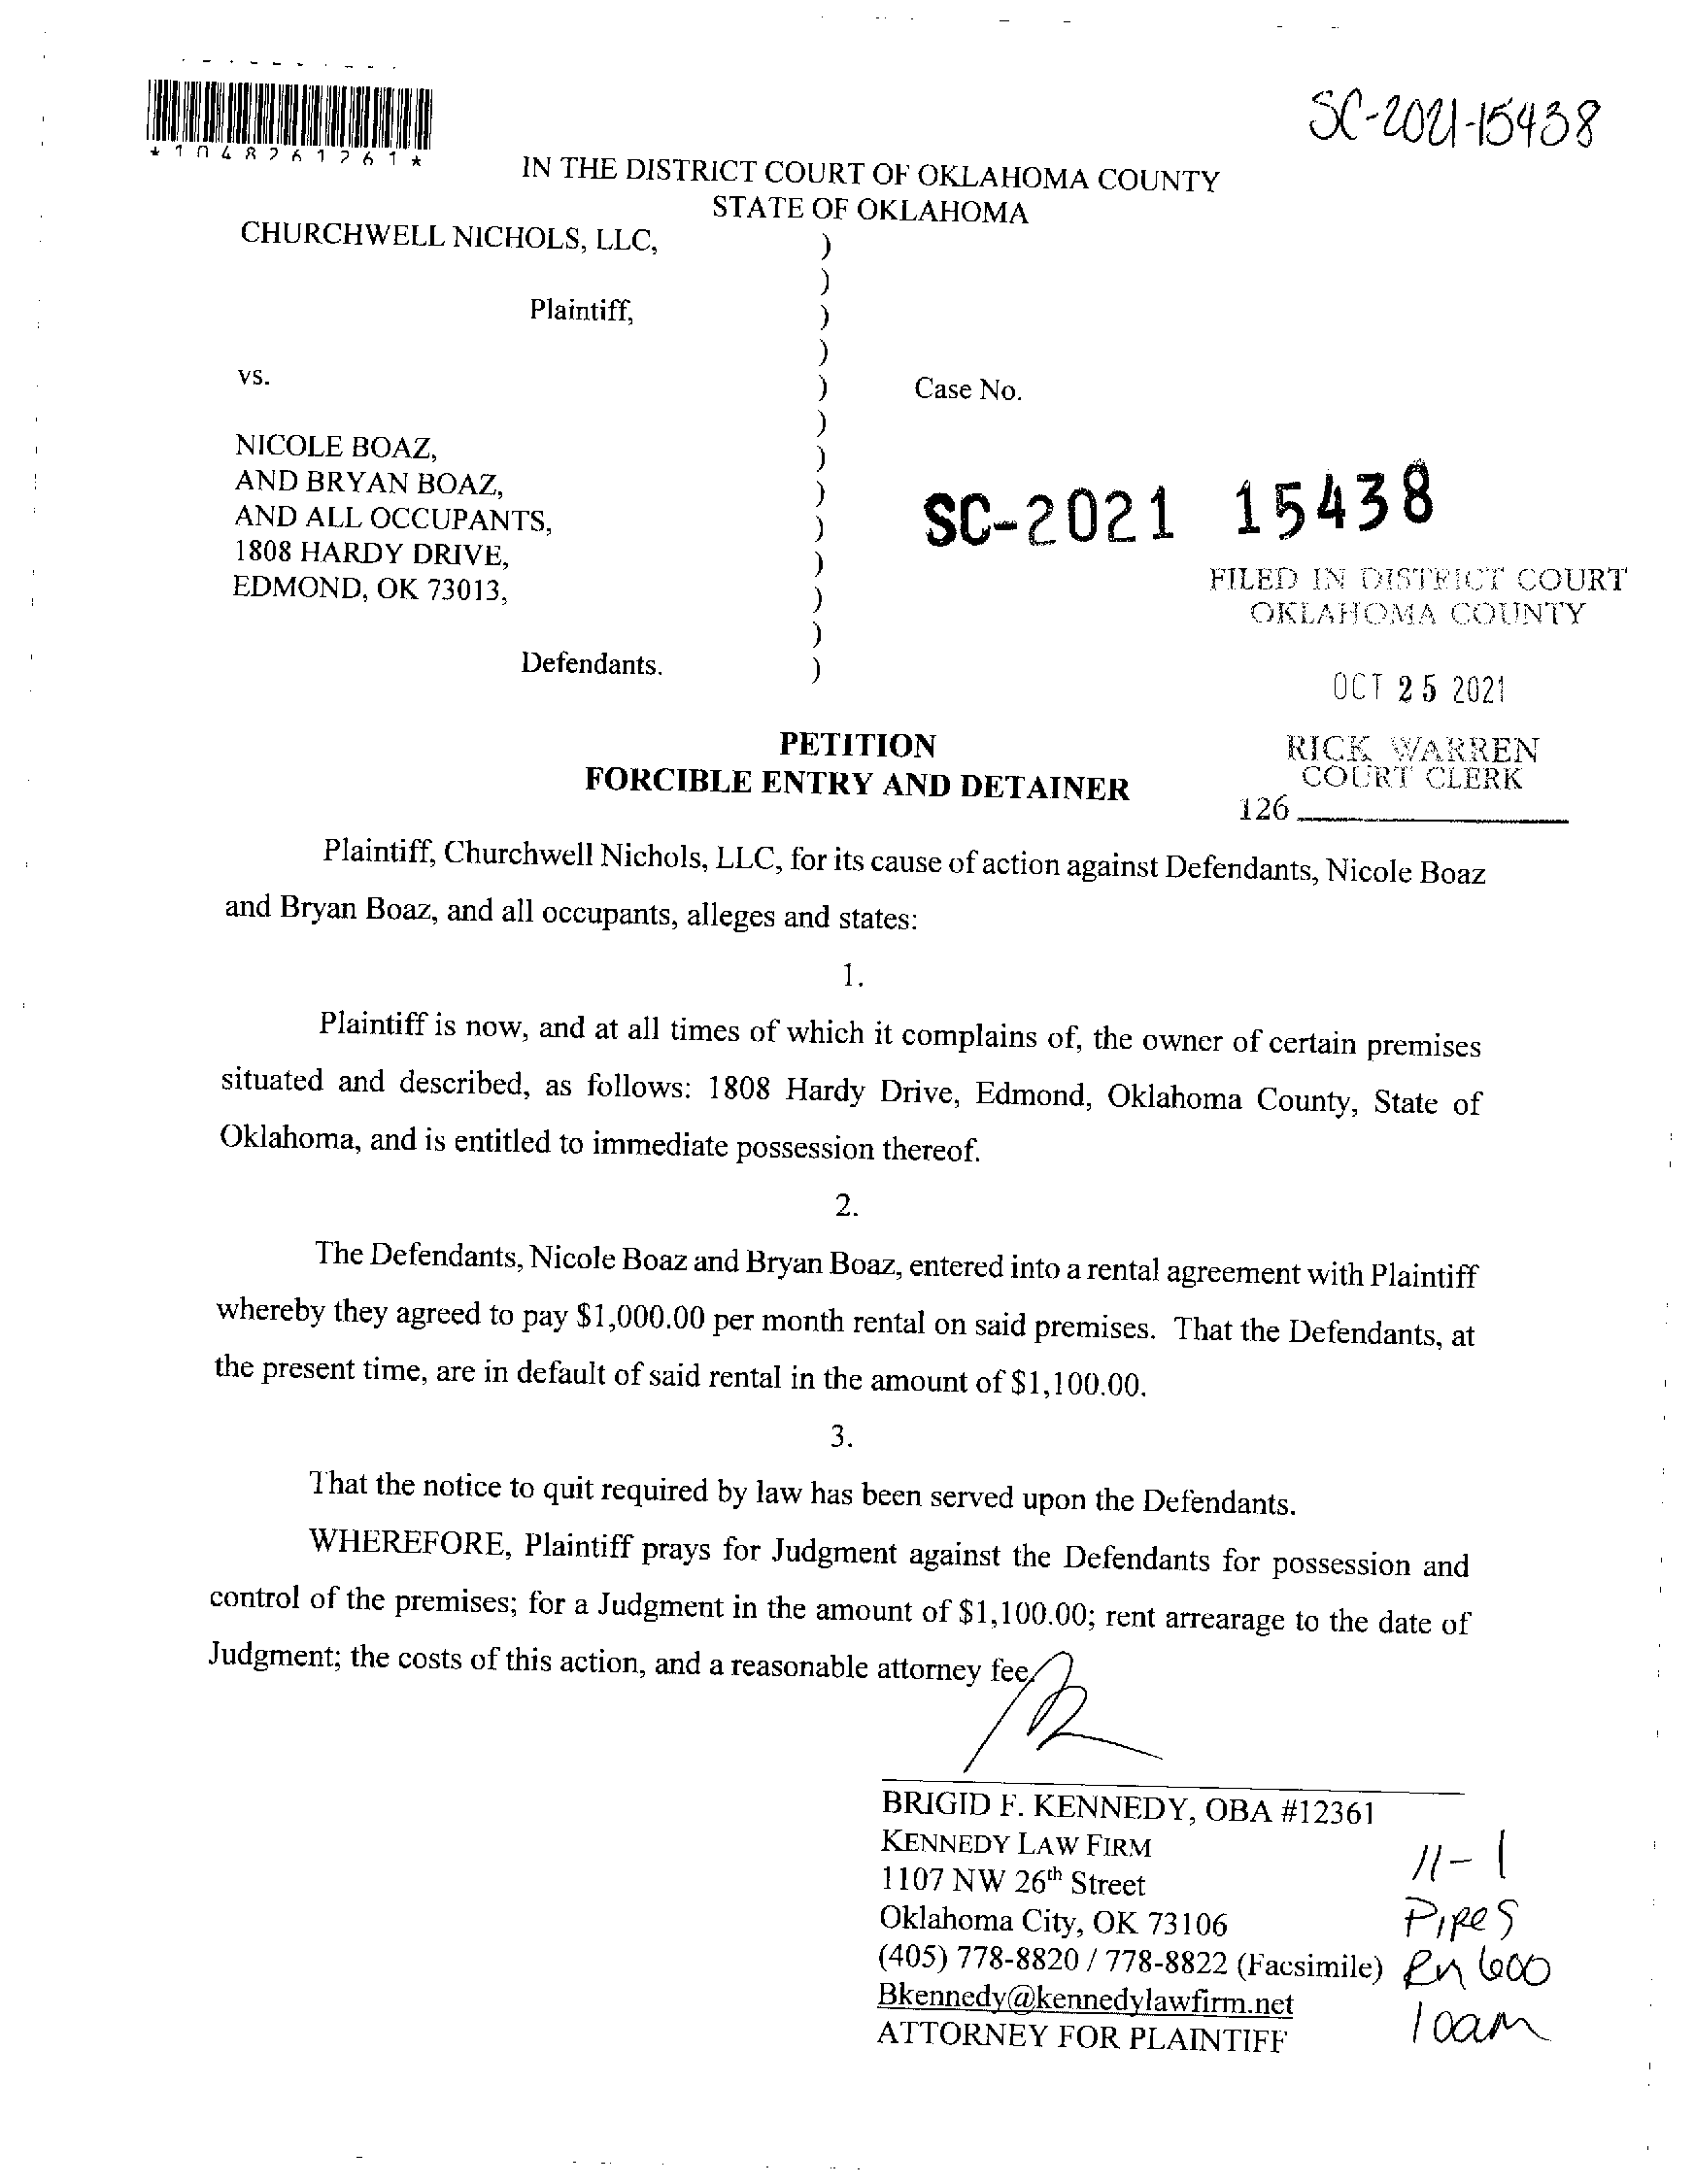 SC-2021-15438
*1048261261*
IN THE DISTRICT COURT OF OKLAHOMA COUNTY
STATE OF OKLAHOMA
CHURCHWELL NICHOLS, LLC, )
)
Plaintiff, )
)
vs. ) Case No.
)
NICOLE BOAZ, )
AND BRYAN BOAZ, )
AND ALL OCCUPANTS, ) SC-2021 15438
1808 HARDY DRIVE, )
EDMOND, OK 73013, )
)
Defendants. )
FILED IN DISTRICT COURT
OKLAHOMA COUNTY
OCT 25 2021
RICK WARREN
COURT CLERK
126
PETITION
FORCIBLE ENTRY AND DETAINER
Plaintiff, Churchwell Nichols, LLC, for its cause of action against Defendants, Nicole Boaz
and Bryan Boaz, and all occupants, alleges and states:
1.
Plaintiff is now, and at all times of which it complains of, the owner of certain premises
situated and described, as follows: 1808 Hardy Drive, Edmond, Oklahoma County, State of
Oklahoma, and is entitled to immediate possession thereof.
2.
The Defendants, Nicole Boaz and Bryan Boaz, entered into a rental agreement with Plaintiff
whereby they agreed to pay $1,000.00 per month rental on said premises. That the Defendants, at
the present time, are in default of said rental in the amount of $1,100.00.
3.
That the notice to quit required by law has been served upon the Defendants.
WHEREFORE, Plaintiff prays for Judgment against the Defendants for possession and
control of the premises; for a Judgment in the amount of $1,100.00; rent arrearage to the date of
Judgment; the costs of this action, and a reasonable attorney fee.
BRIGID F. KENNEDY, OBA #12361
KENNEDY LAW FIRM
1107 NW 26th Street
Oklahoma City, OK 73106
(405) 778-8820 / 778-8822 (Facsimile)
Bkennedy@kennedylawfirm.net
ATTORNEY FOR PLAINTIFF
11-1
Pipes
Rm 600
10am